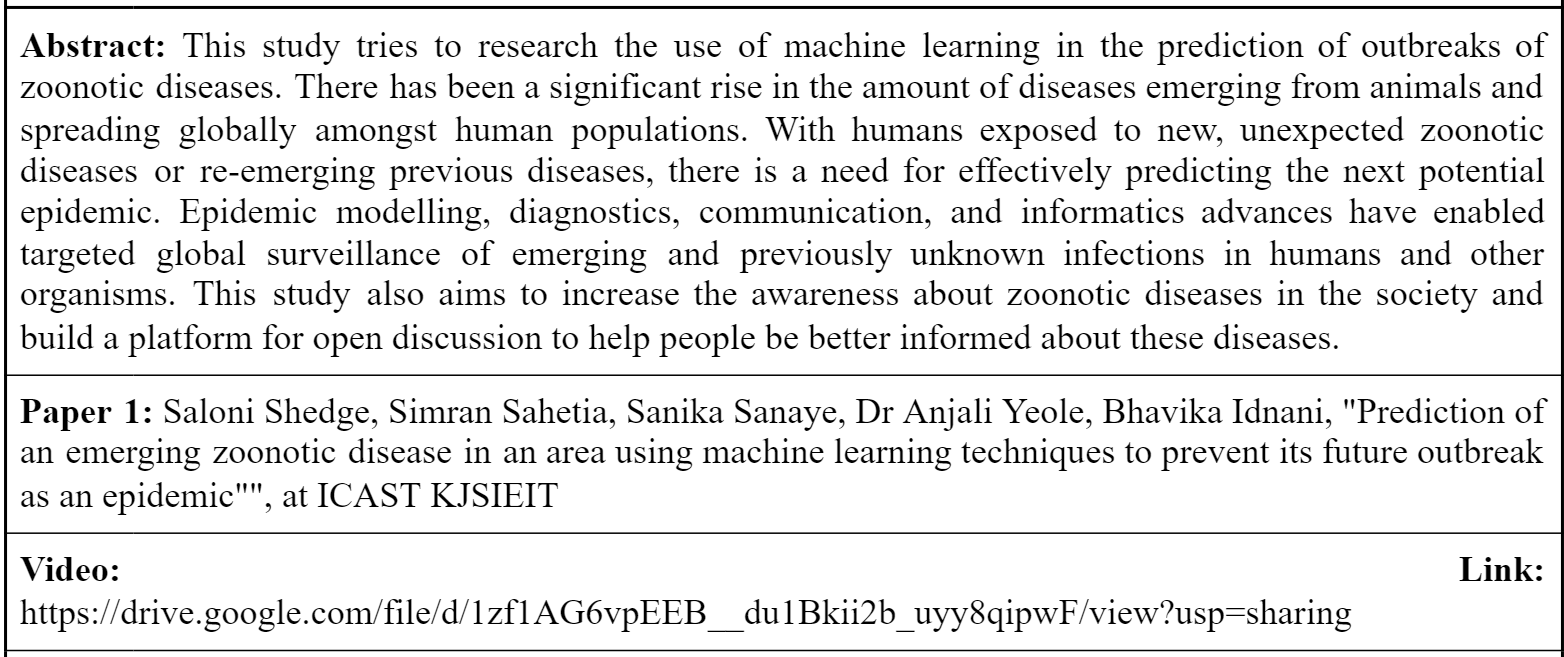 Abstract: This study tries to research the use of machine learning in the prediction of outbreaks of
zoonotic diseases. There has been a significant rise in the amount of diseases emerging from animals and
spreading globally amongst human populations. With humans exposed to new, unexpected zoonotic
diseases or re-emerging previous diseases, there is a need for effectively predicting the next potential
epidemic. Epidemic modelling, diagnostics, communication, and informatics advances have enabled
targeted global surveillance of emerging and previously unknown infections in humans and other
organisms. This study also aims to increase the awareness about zoonotic diseases in the society and
build a platform for open discussion to help people be better informed about these diseases.
Paper 1: Saloni Shedge, Simran Sahetia, Sanika Sanaye, Dr Anjali Yeole, Bhavika Idnani, "Prediction of
an emerging zoonotic disease in an area using machine learning techniques to prevent its future outbreak
as an epidemic"", at ICAST KJSIEIT
Video: Link:
https://drive.google.com/file/d/1zf1AG6vpEEB__du1Bkii2b_uyy8qipwF/view?usp=sharing